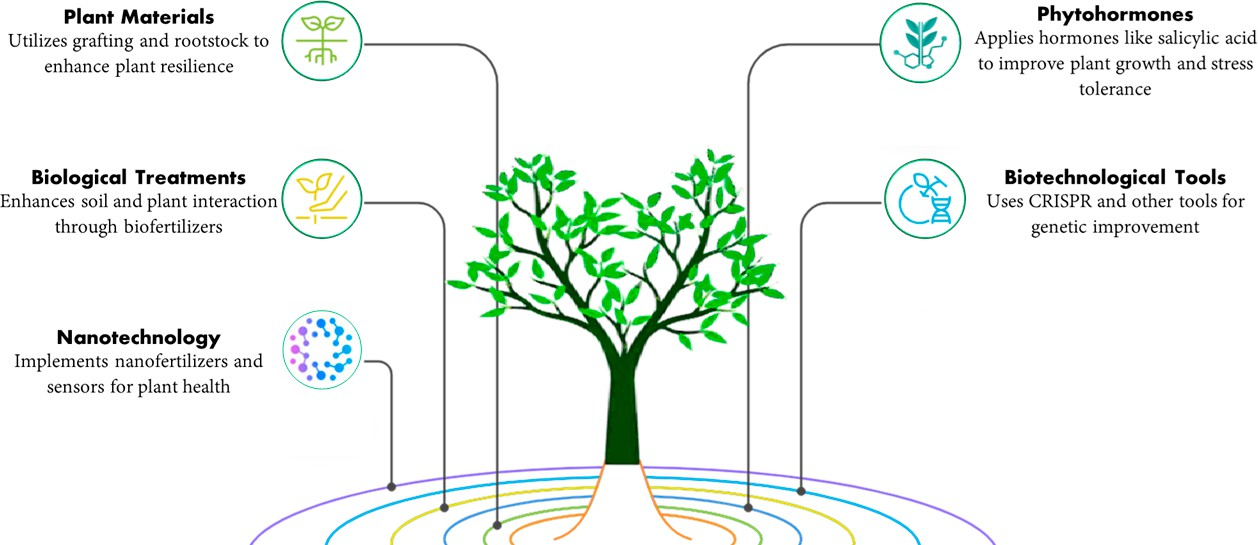 Plant Materials
Utilizes grafting and rootstock to
enhance plant resilience
Biological Treatments
Enhances soil and plant interaction
through biofertilizers
Nanotechnology
Implements nanofertilizers and
sensors for plant health
Phytohormones
Applies hormones like salicylic acid
to improve plant growth and stress
tolerance
Biotechnological Tools
Uses CRISPR and other tools for
genetic improvement